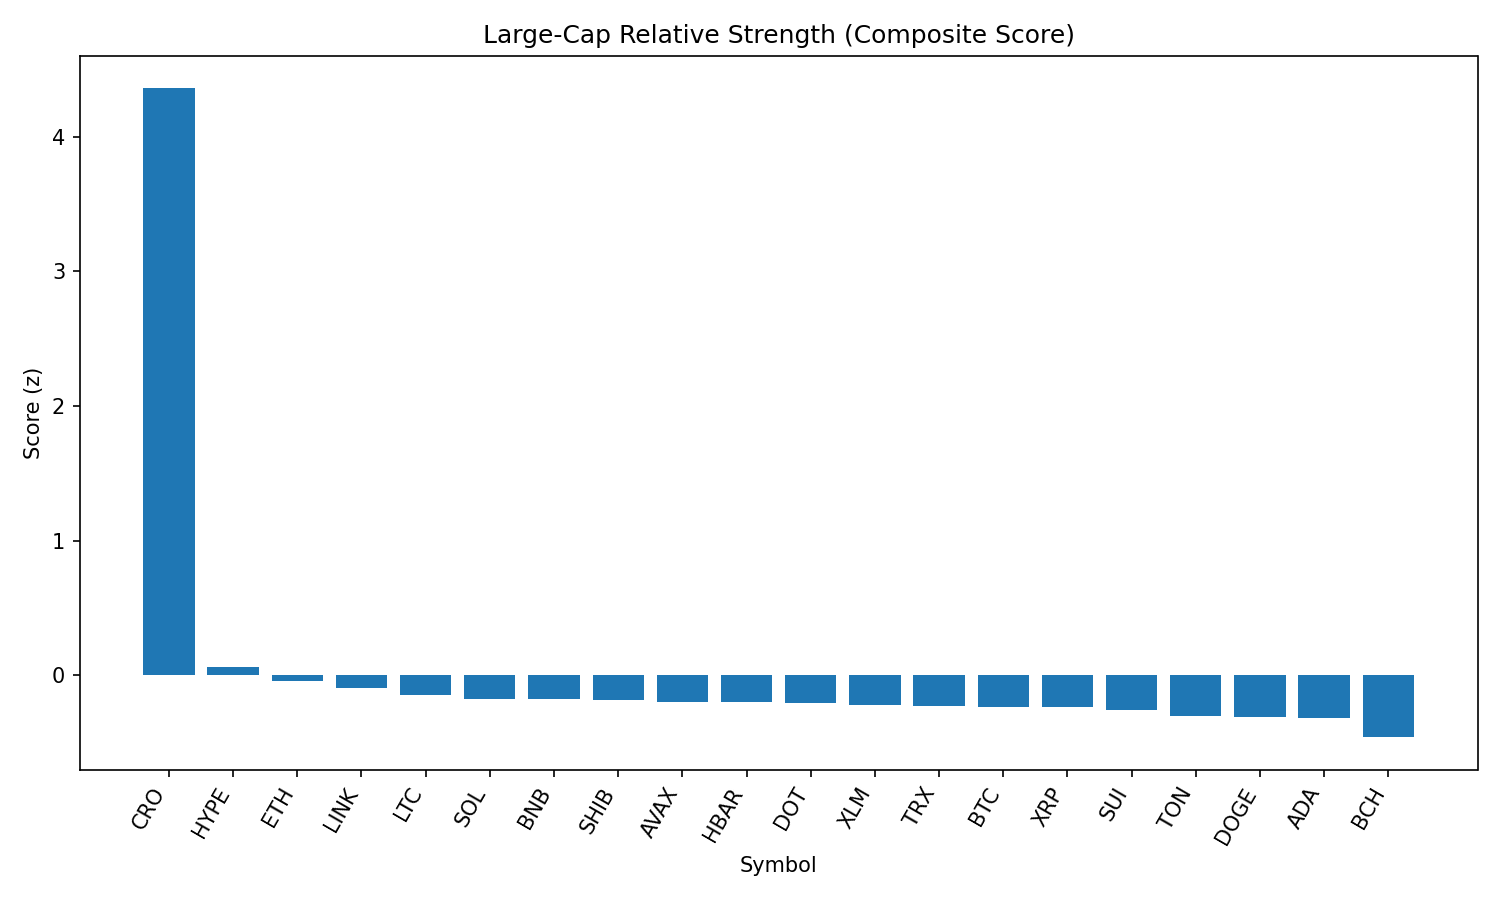 Large-Cap Relative Strength (Composite Score)
Score (z)
4
3
2
1
0
CRO
HYPE
ETH
LINK
LTC
SOL
BNB
SHIB
AVAX
HBAR
DOT
XLM
TRX
BTC
XRP
SUI
TON
DOGE
ADA
BCH
Symbol